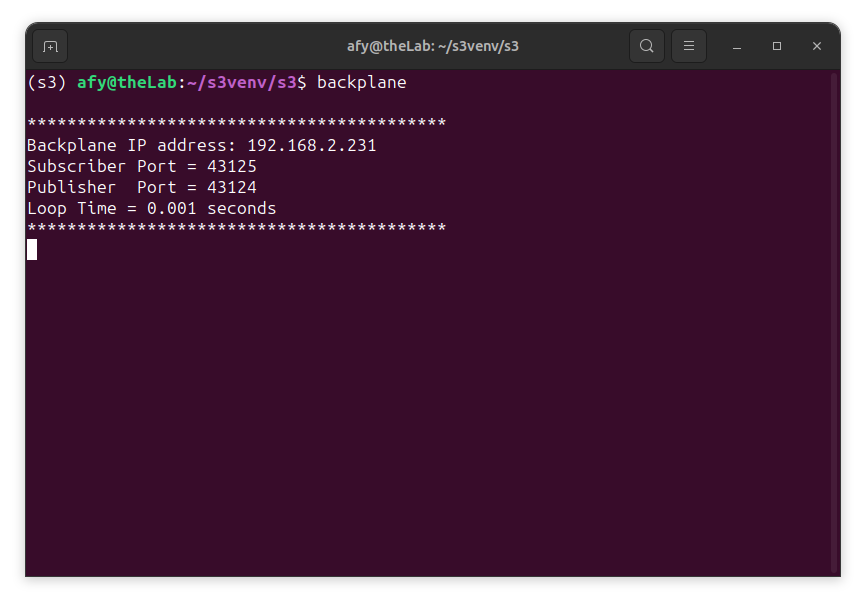 afy@theLab: ~/s3venv/s3
(s3) afy@theLab:~/s3venv/s3$ backplane
******************************************
Backplane IP address: 192.168.2.231
Subscriber Port = 43125
Publisher  Port = 43124
Loop Time = 0.001 seconds
******************************************